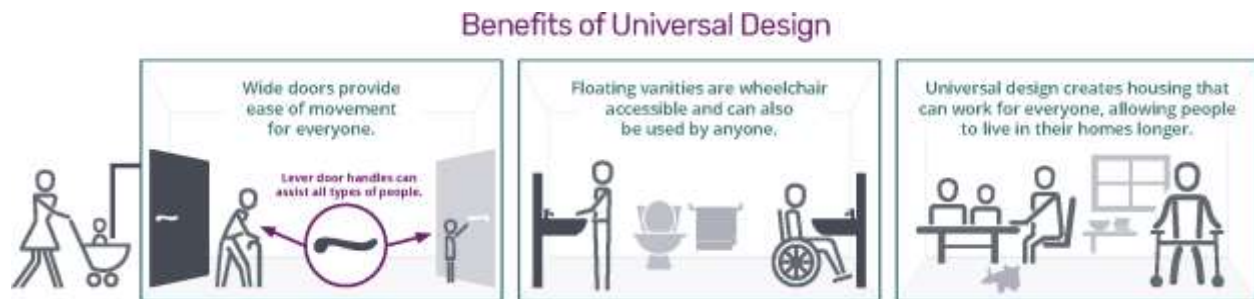 Benefits of Universal Design
Wide doors provide
ease of movement
for everyone.
Lever door handles can
assist all types of people.
Floating vanities are wheelchair
accessible and can also
be used by anyone.
Universal design creates housing that
can work for everyone, allowing people
to live in their homes longer.